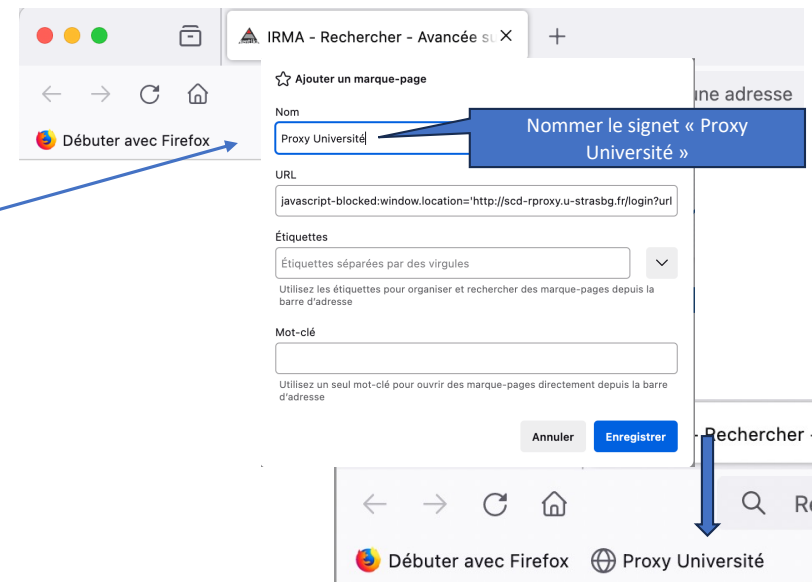 IRMA - Rechercher - Avancée su
Ajouter un marque-page
une adresse
Nom
Débuter avec Firefox
Proxy Université
Nommer le signet « Proxy
Université »
URL
javascript-blocked:window.location='http://scd-rproxy.u-strasbg.fr/login?url
Étiquettes
Étiquettes séparées par des virgules
Utilisez les étiquettes pour organiser et rechercher des marque-pages depuis la
barre d'adresse
Mot-clé
Utilisez un seul mot-clé pour ouvrir des marque-pages directement depuis la barre
d'adresse
Annuler
Enregistrer
- Rechercher -
Débuter avec Firefox
Proxy Université